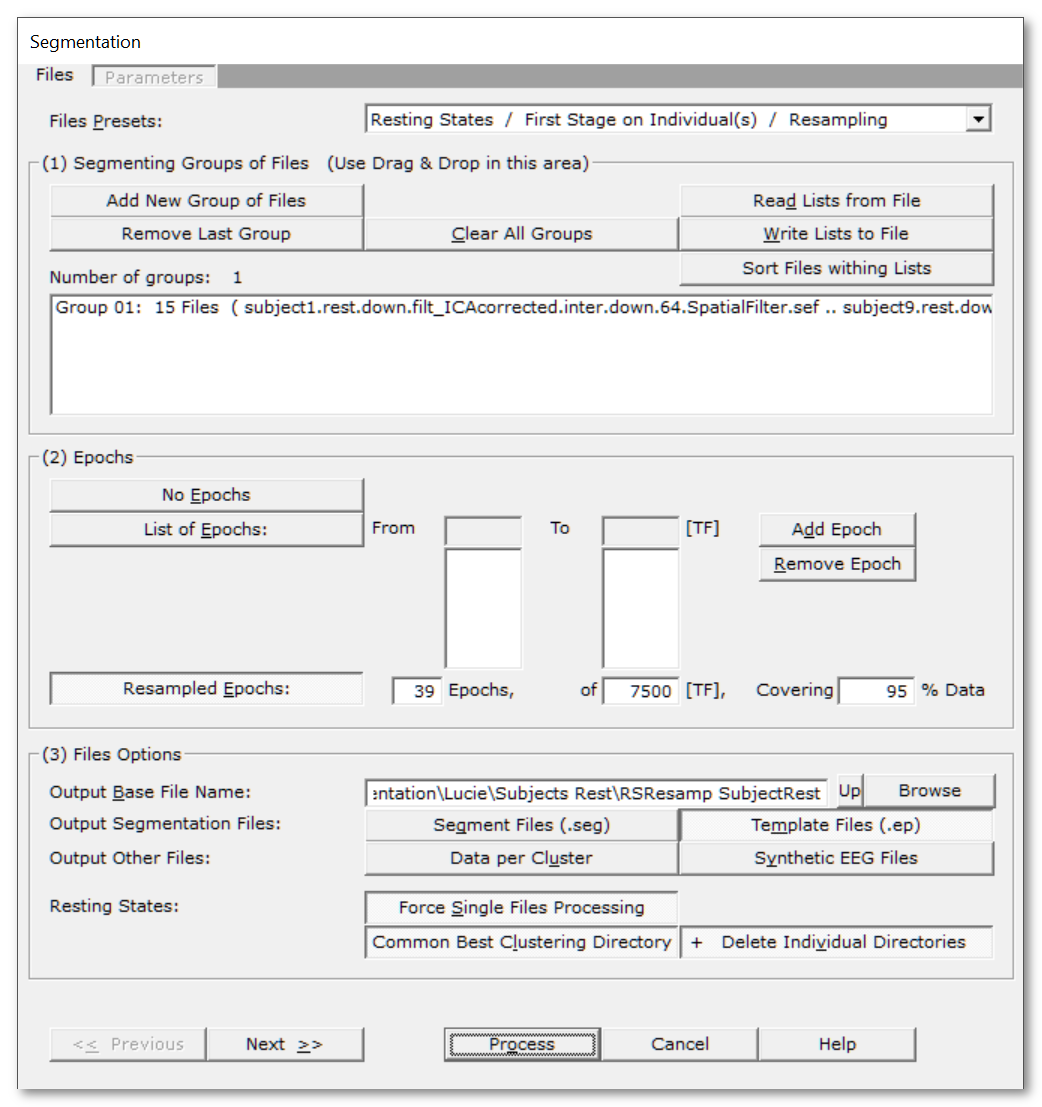 Segmentation
Files Parameters
Files Presets: Resting States / First Stage on Individual(s) / Resampling
(1) Segmenting Groups of Files (Use Drag & Drop in this area)
Add New Group of Files Read Lists from File
Remove Last Group Clear All Groups Write Lists to File
Sort Files withing Lists
Number of groups: 1
Group 01: 15 Files ( subject1.rest.down.filt_ICAcorrected.inter.down.64.SpatialFilter.sef .. subject9.rest.dow
(2) Epochs
No Epochs
List of Epochs: From To [TF] Add Epoch
Remove Epoch
Resampled Epochs: 39 Epochs, of 7500 [TF], Covering 95 % Data
(3) Files Options
Output Base File Name: entation\Lucie\Subjects Rest\RSResamp SubjectRest Up Browse
Output Segmentation Files: Segment Files (.seg) Template Files (.ep)
Output Other Files: Data per Cluster Synthetic EEG Files
Resting States: Force Single Files Processing
Common Best Clustering Directory + Delete Individual Directories
<< Previous Next >> Process Cancel Help